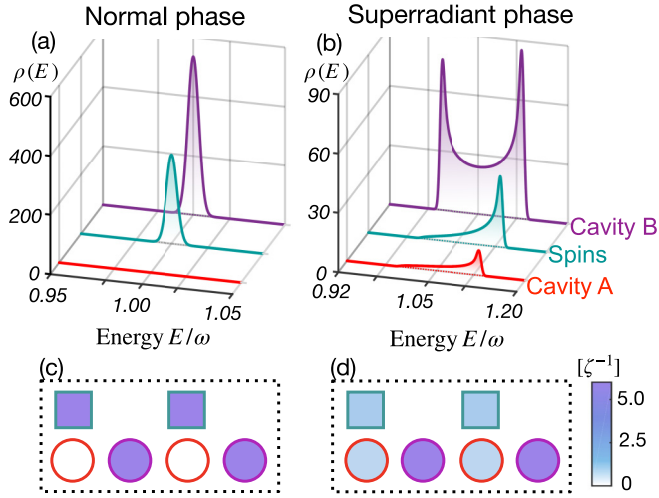 Normal phase
Superradiant phase
(a)
(b)
ρ(E)
ρ(E)
600
400
200
0
0.95
1.00
1.05
Energy E/ω
90
60
30
0
0.92
1.05
1.20
Energy E/ω
Cavity B
Spins
Cavity A
(c)
(d)
[ζ⁻¹]
5.0
2.5
0